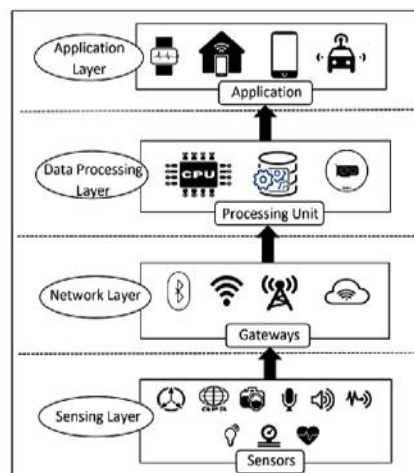 Application
Layer
Application
Data Processing
Layer
CPU
Processing Unit
Network Layer
Gateways
Sensing Layer
GPS
Sensors